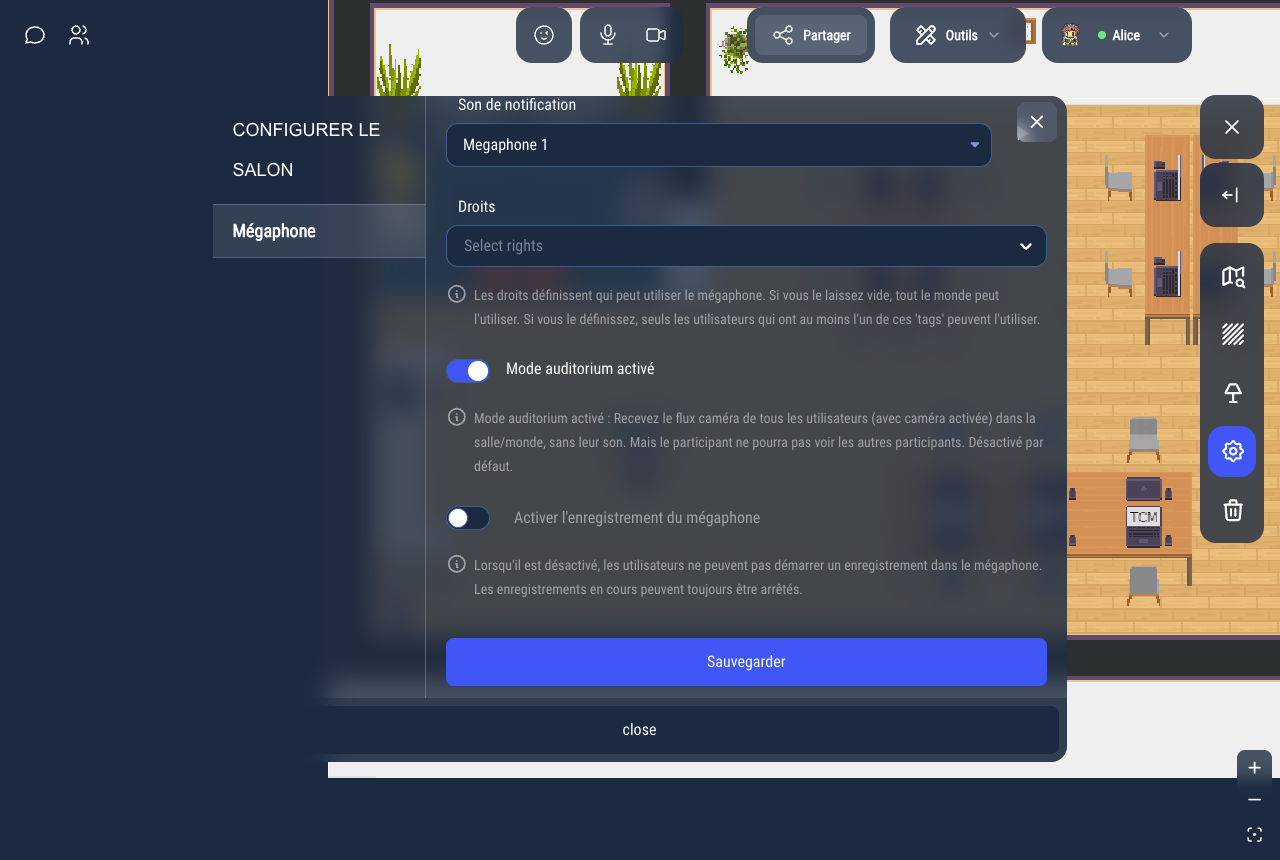 Partager
Outils
Alice
CONFIGURER LE
SALON
Mégaphone
Son de notification
Megaphone 1
Droits
Select rights
Les droits définissent qui peut utiliser le mégaphone. Si vous le laissez vide, tout le monde peut
l'utiliser. Si vous le définissez, seuls les utilisateurs qui ont au moins l'un de ces 'tags' peuvent l'utiliser.
Mode auditorium activé
Mode auditorium activé : Recevez le flux caméra de tous les utilisateurs (avec caméra activée) dans la
salle/monde, sans leur son. Mais le participant ne pourra pas voir les autres participants. Désactivé par
défaut.
Activer l'enregistrement du mégaphone
Lorsqu'il est désactivé, les utilisateurs ne peuvent pas démarrer un enregistrement dans le mégaphone.
Les enregistrements en cours peuvent toujours être arrêtés.
Sauvegarder
close
TCM